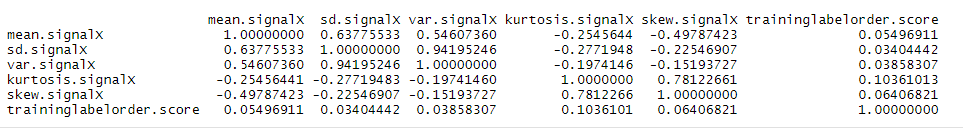 mean.signalX sd.signalX var.signalX kurtosis.signalX skew.signalX traininglabelorder.score
mean.signalX 1.00000000 0.63775533 0.54607360 -0.2545644 -0.49787423 0.05496911
sd.signalX 0.63775533 1.00000000 0.94195246 -0.2771948 -0.22546907 0.03404442
var.signalX 0.54607360 0.94195246 1.00000000 -0.1974146 -0.15193727 0.03858307
kurtosis.signalX -0.25456441 -0.27719483 -0.19741460 1.0000000 0.78122661 0.10361013
skew.signalX -0.49787423 -0.22546907 -0.15193727 0.7812266 1.00000000 0.06406821
traininglabelorder.score 0.05496911 0.03404442 0.03858307 0.1036101 0.06406821 1.00000000